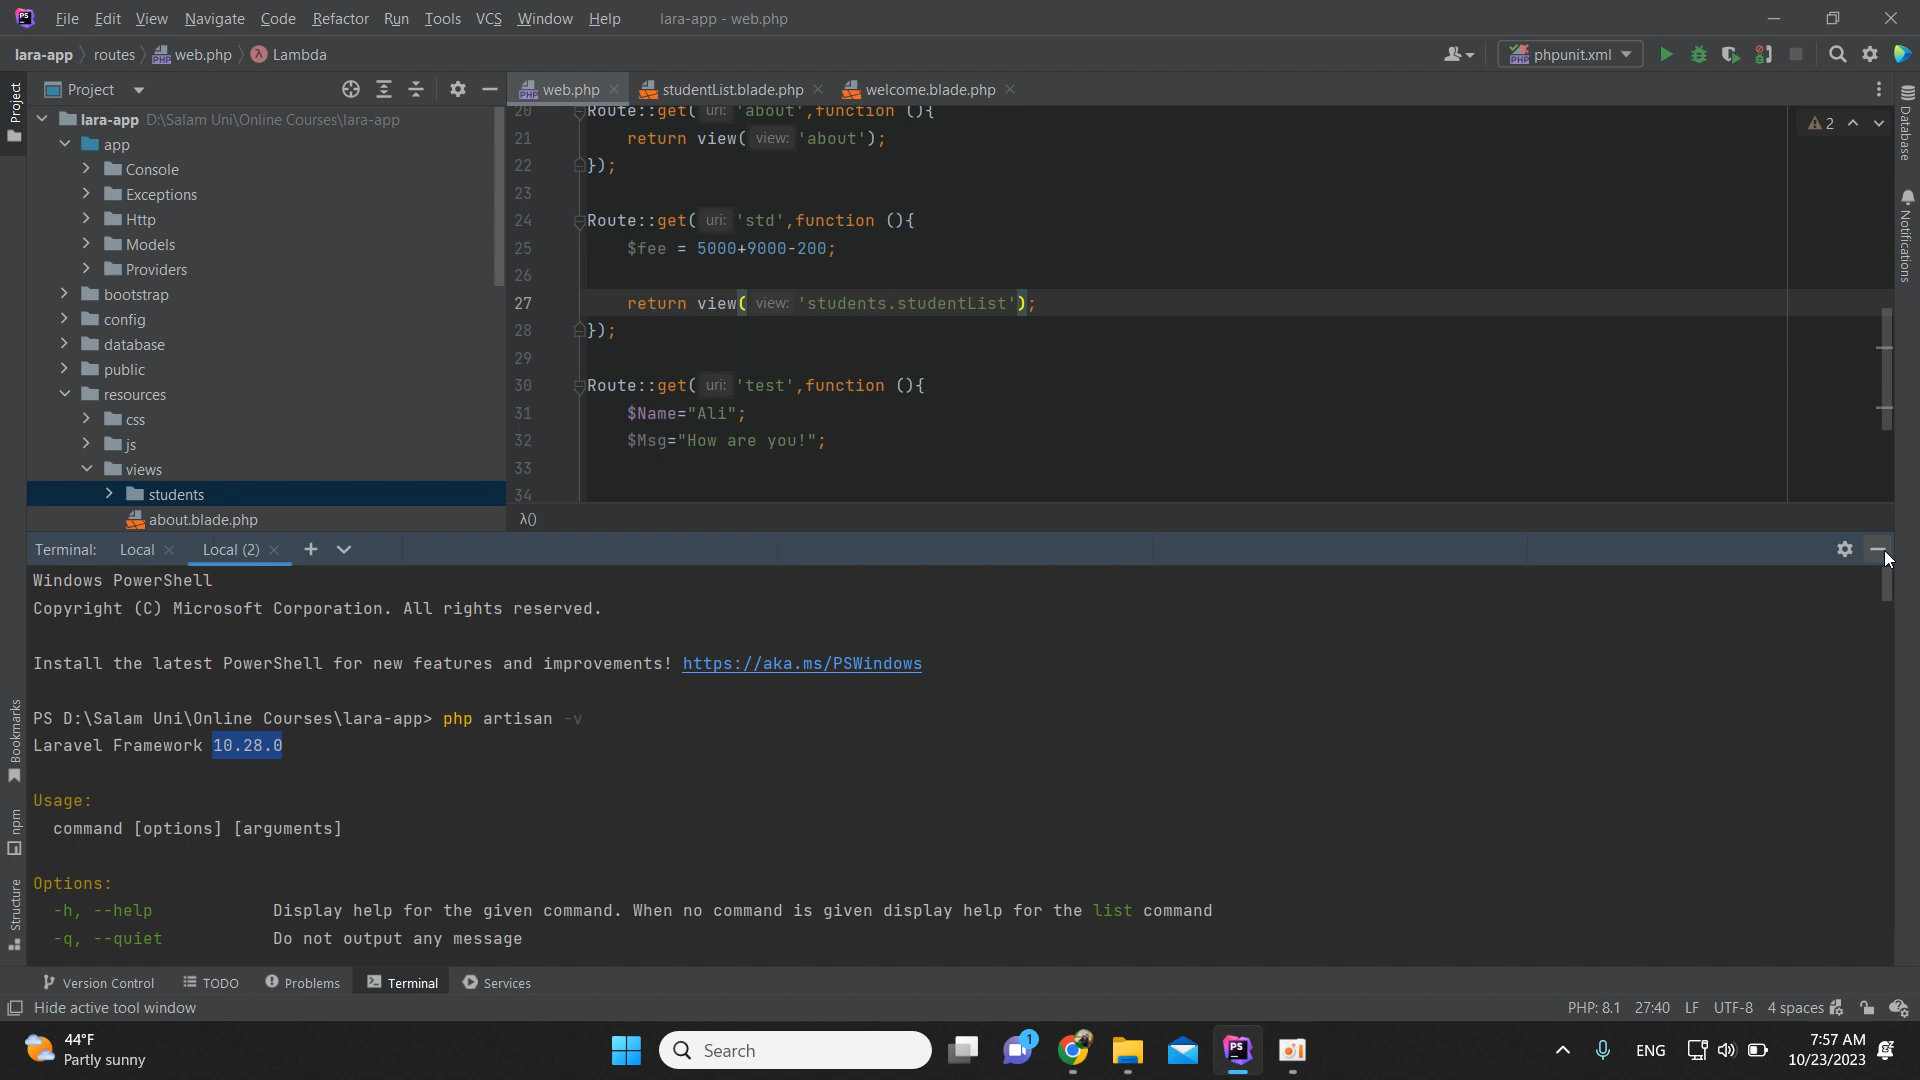 File Edit View Navigate Code Refactor Run Tools VCS Window Help lara-app - web.php
lara-app routes web.php Lambda phpunit.xml
Project
Project
web.php studentList.blade.php welcome.blade.php
lara-app D:\Salam Uni\Online Courses\lara-app
app
Console
Exceptions
Http
Models
Providers
bootstrap
config
database
public
resources
css
js
views
students
about.blade.php
20 Route::get( uri: 'about',function (){
21 return view( view: 'about');
22 });
23
24 Route::get( uri: 'std',function (){
25 $fee = 5000+9000-200;
26
27 return view( view: 'students.studentList');
28 });
29
30 Route::get( uri: 'test',function (){
31 $Name="Ali";
32 $Msg="How are you!";
33
34
λ()
2
Database
Notifications
Terminal: Local Local (2)
Windows PowerShell
Copyright (C) Microsoft Corporation. All rights reserved.
Install the latest PowerShell for new features and improvements! https://aka.ms/PSWindows
PS D:\Salam Uni\Online Courses\lara-app> php artisan -v
Laravel Framework 10.28.0
Usage:
command [options] [arguments]
Options:
-h, --help Display help for the given command. When no command is given display help for the list command
-q, --quiet Do not output any message
Bookmarks
npm
Structure
Version Control TODO Problems Terminal Services
Hide active tool window PHP: 8.1 27:40 LF UTF-8 4 spaces
44°F
Partly sunny
Search
1
ENG
7:57 AM
10/23/2023